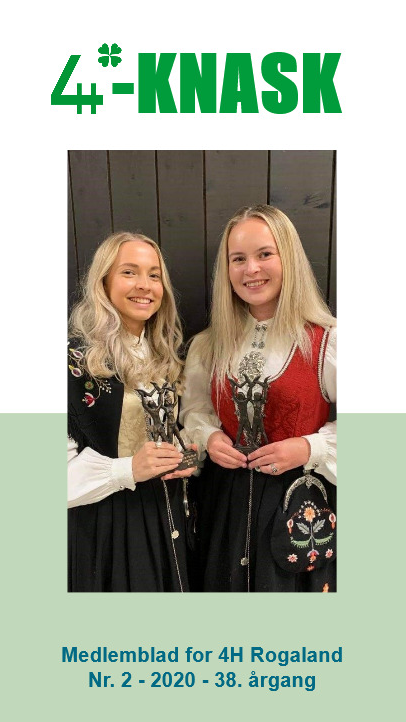 4H-KNASK
Medlemblad for 4H Rogaland
Nr. 2 - 2020 - 38. årgang